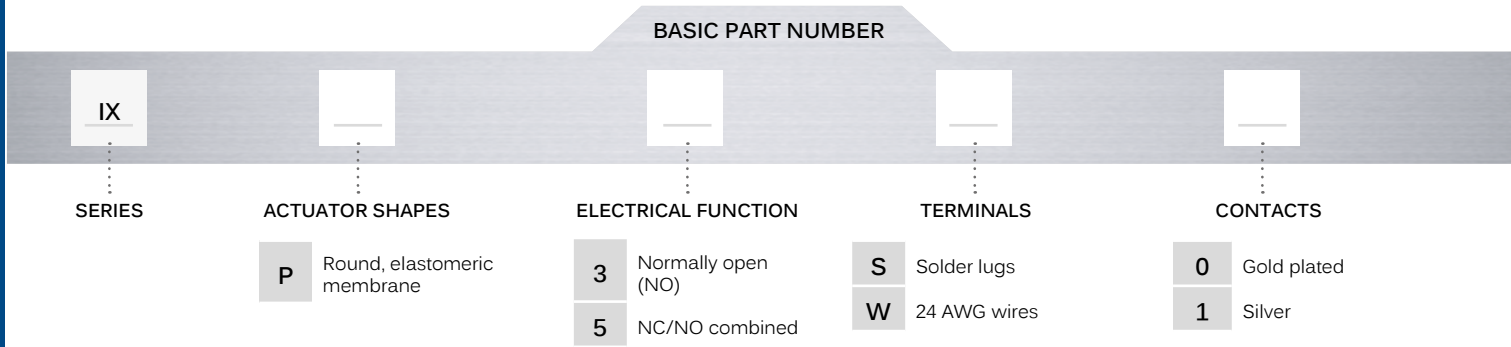 BASIC PART NUMBER
IX
SERIES
ACTUATOR SHAPES
P Round, elastomeric
membrane
ELECTRICAL FUNCTION
3 Normally open
(NO)
5 NC/NO combined
TERMINALS
S Solder lugs
W 24 AWG wires
CONTACTS
0 Gold plated
1 Silver